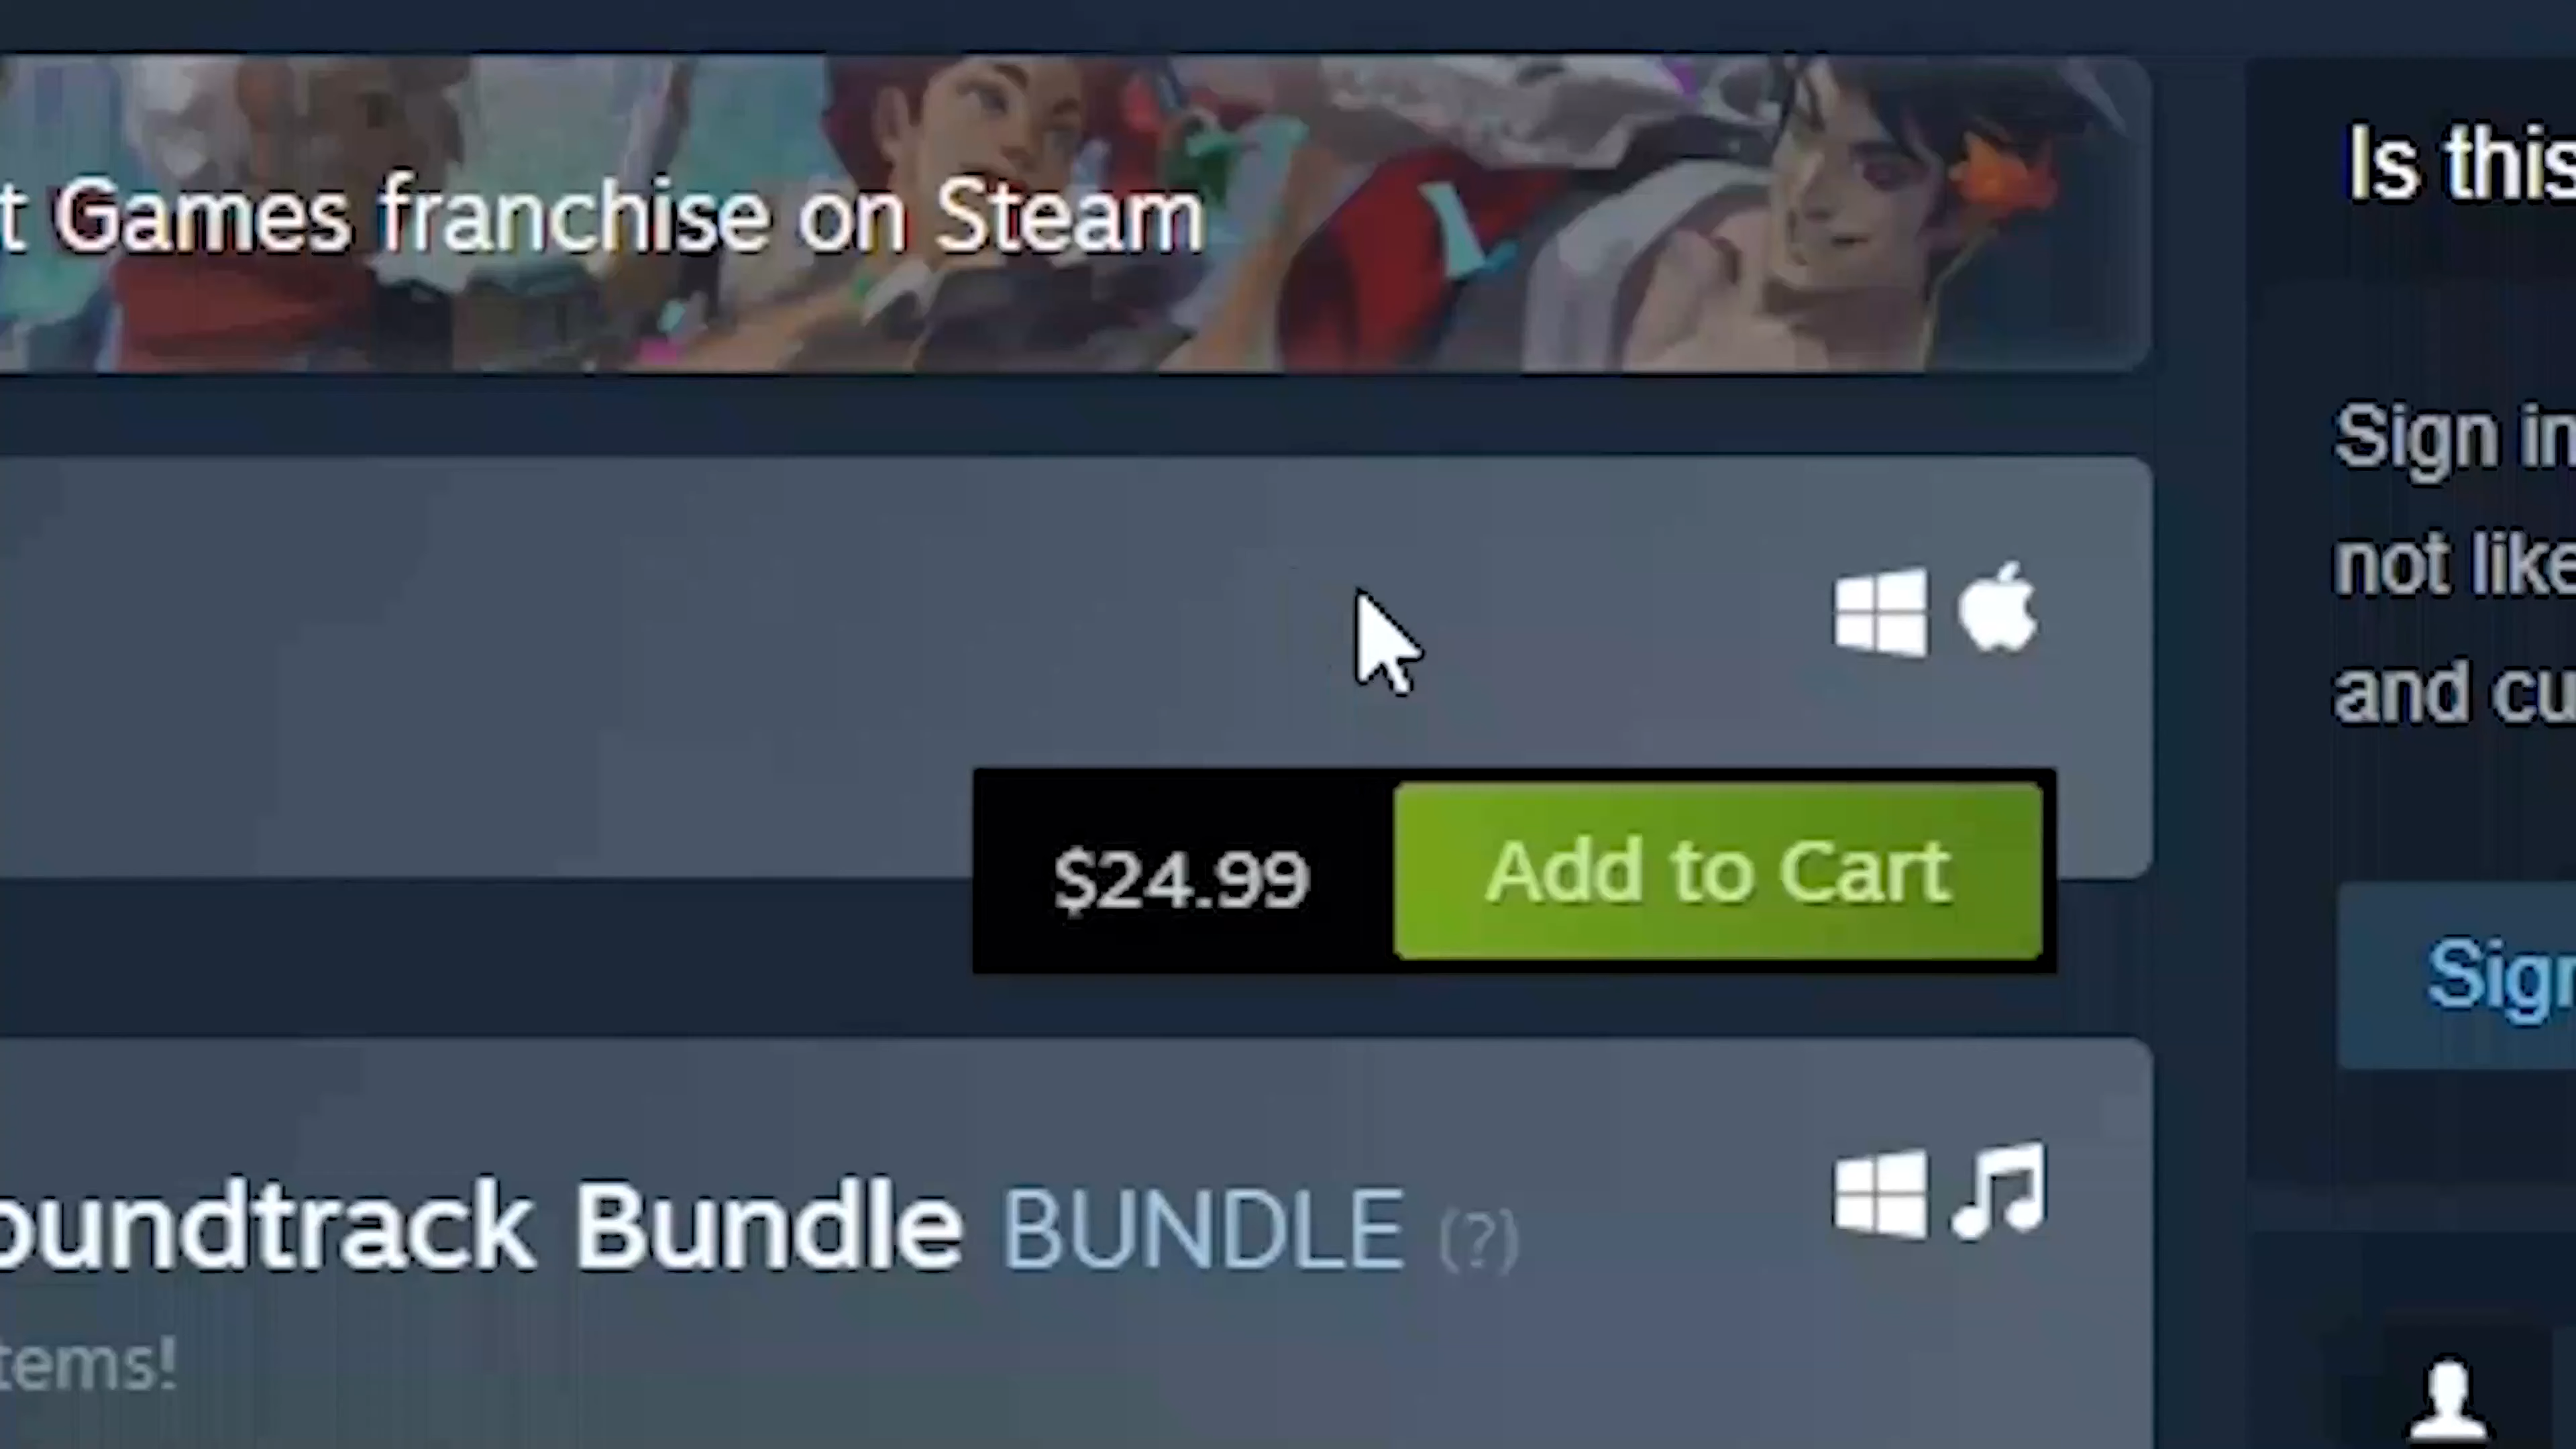 t Games franchise on Steam
Is this
Sign in
not like
and cu
$24.99
Add to Cart
Sign
oundtrack Bundle BUNDLE (?)
tems!